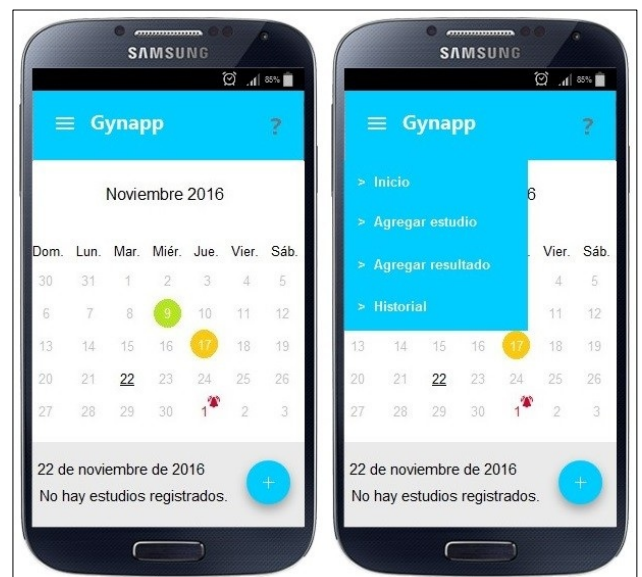 SAMSUNG
85%
Gynapp
?
Noviembre 2016
Dom. Lun. Mar. Miér. Jue. Vier. Sáb.
30 31 1 2 3 4 5
6 7 8 9 10 11 12
13 14 15 16 17 18 19
20 21 22 23 24 25 26
27 28 29 30 1 2 3
22 de noviembre de 2016
No hay estudios registrados.
+
SAMSUNG
85%
Gynapp
?
6
> Inicio
> Agregar estudio
> Agregar resultado
> Historial
. Vier. Sáb.
4 5
11 12
13 14 15 16 17 18 19
20 21 22 23 24 25 26
27 28 29 30 1 2 3
22 de noviembre de 2016
No hay estudios registrados.
+